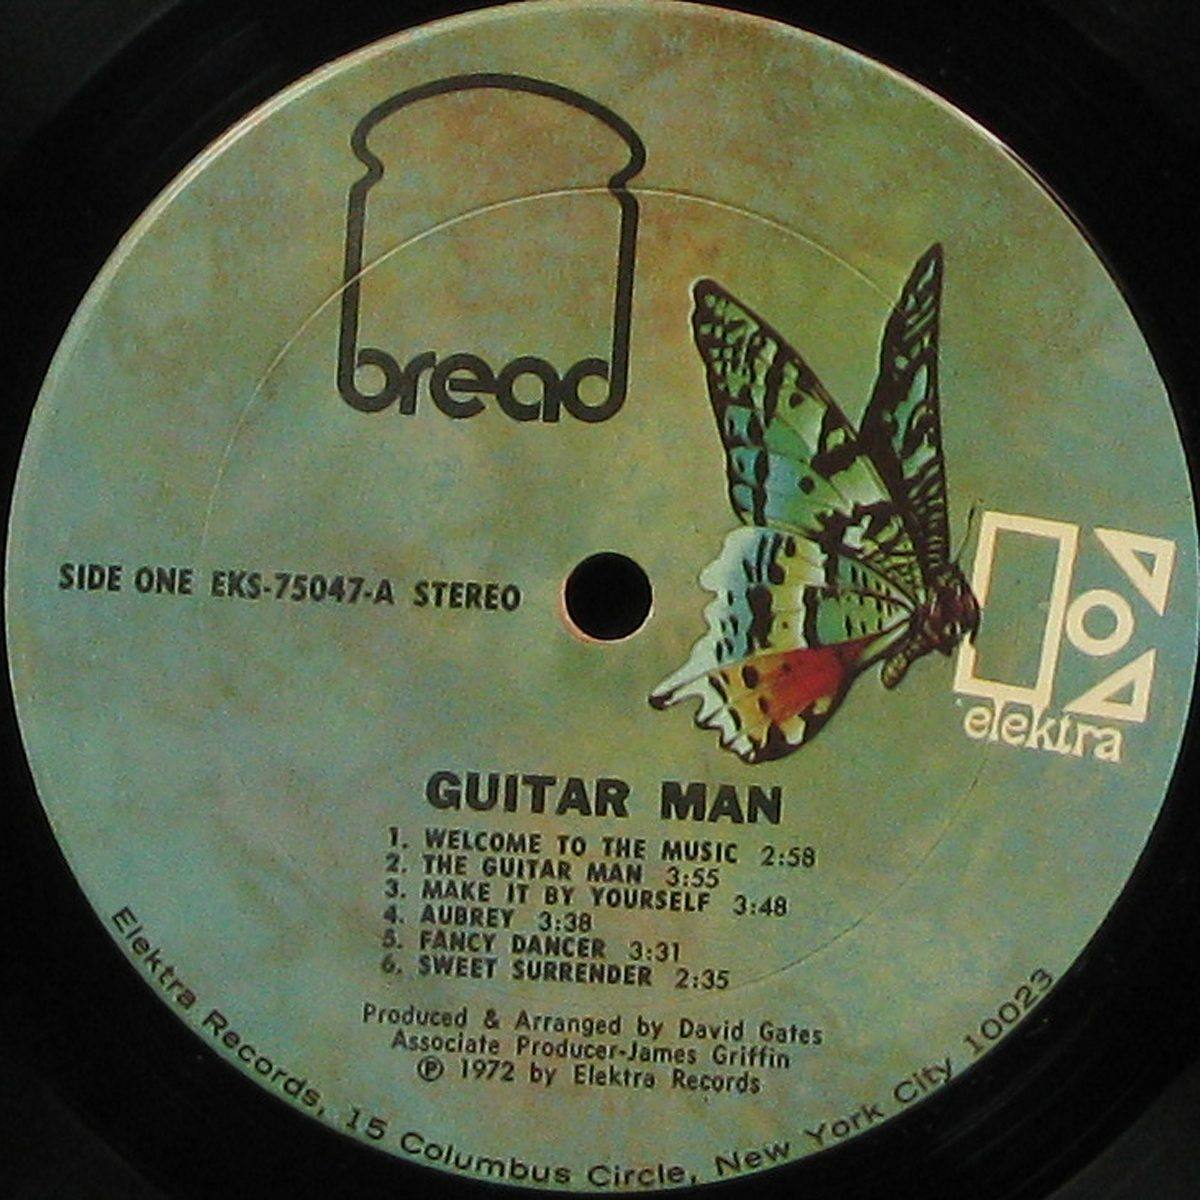 bread
elektra
SIDE ONE EKS-75047-A STEREO
GUITAR MAN
1. WELCOME TO THE MUSIC 2:58
2. THE GUITAR MAN 3:55
3. MAKE IT BY YOURSELF 3:48
4. AUBREY 3:38
5. FANCY DANCER 3:31
6. SWEET SURRENDER 2:35
Produced & Arranged by David Gates
Associate Producer-James Griffin
℗ 1972 by Elektra Records
Elektra Records, 15 Columbus Circle, New York City 10023